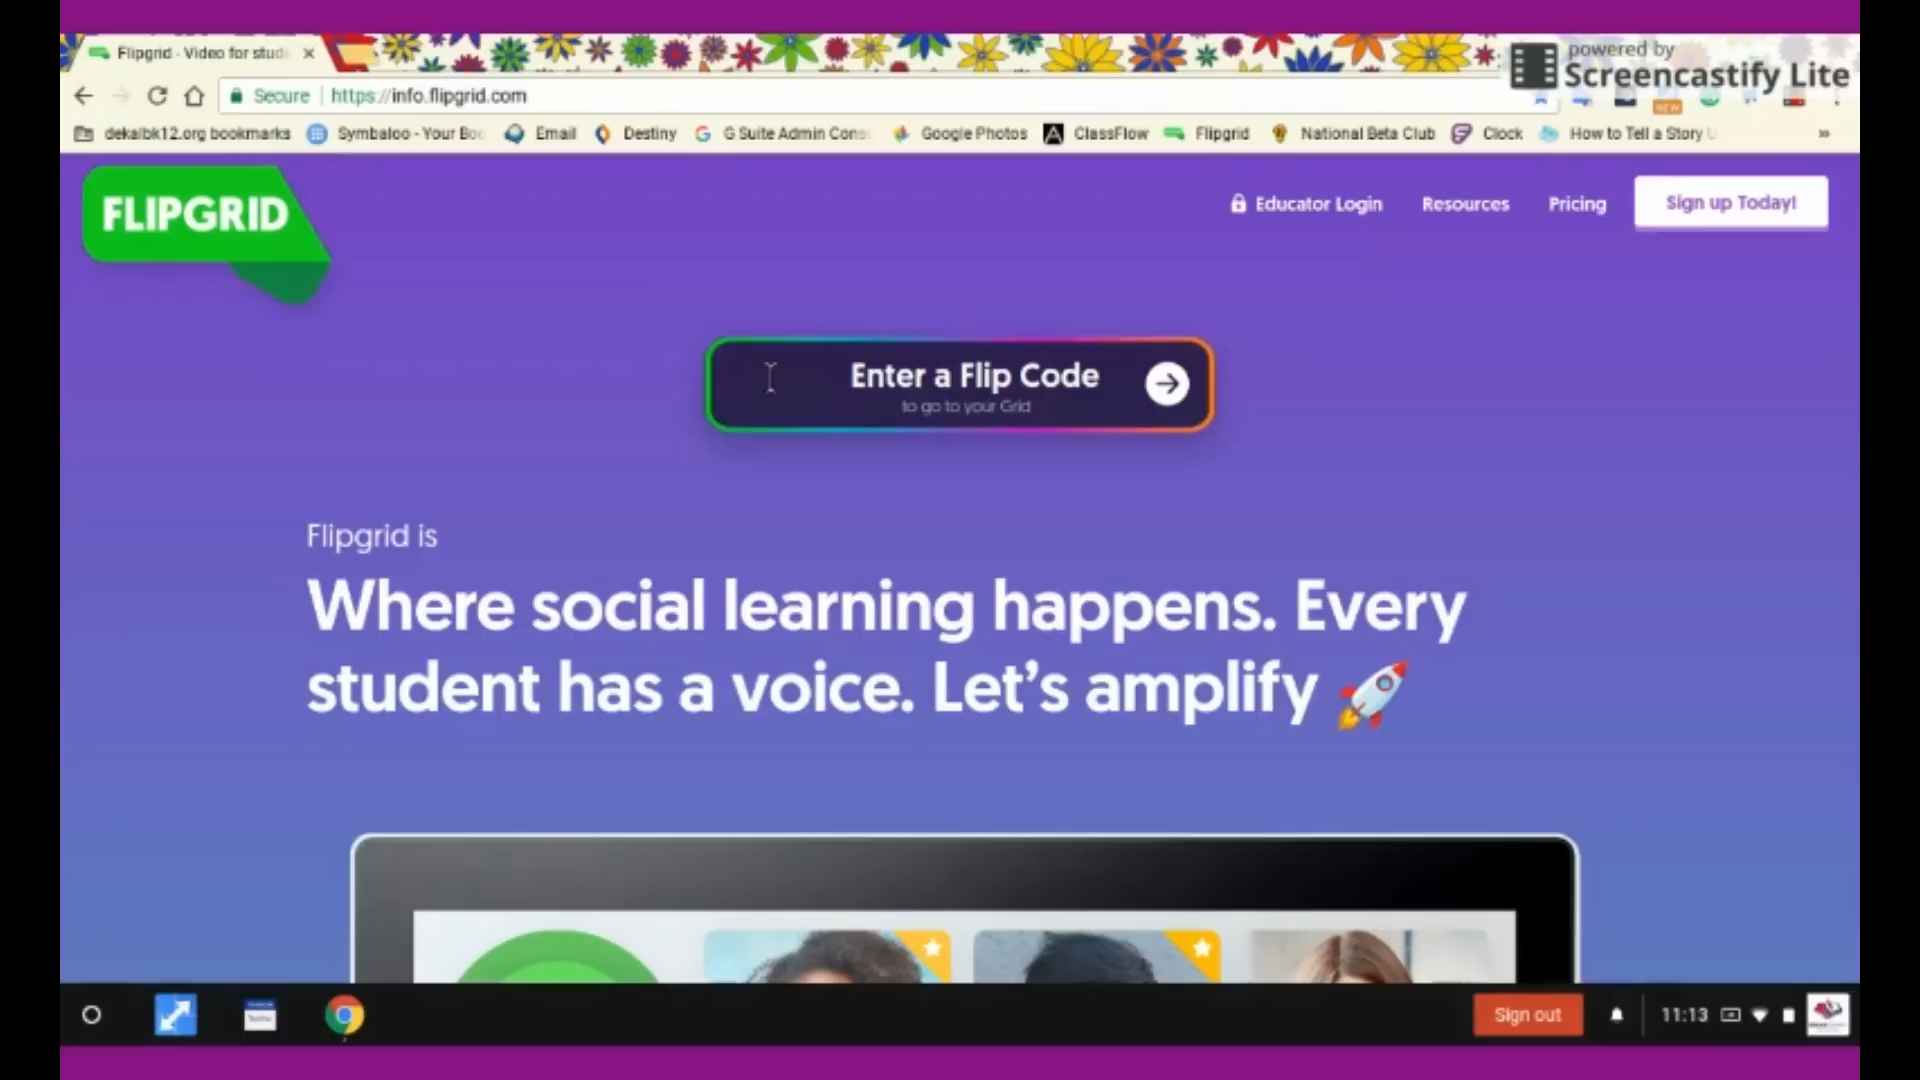 Flipgrid - Video for stud
powered by
Screencastify Lite
Secure
https://info.flipgrid.com
NEW
dekalbk12.org bookmarks
Symbaloo - Your Boo
Email
Destiny
G Suite Admin Cons
Google Photos
ClassFlow
Flipgrid
National Beta Club
Clock
How to Tell a Story U
FLIPGRID
Educator Login
Resources
Pricing
Sign up Today!
Enter a Flip Code
to go to your Grid
Flipgrid is
Where social learning happens. Every
student has a voice. Let's amplify
Sign out
11:13